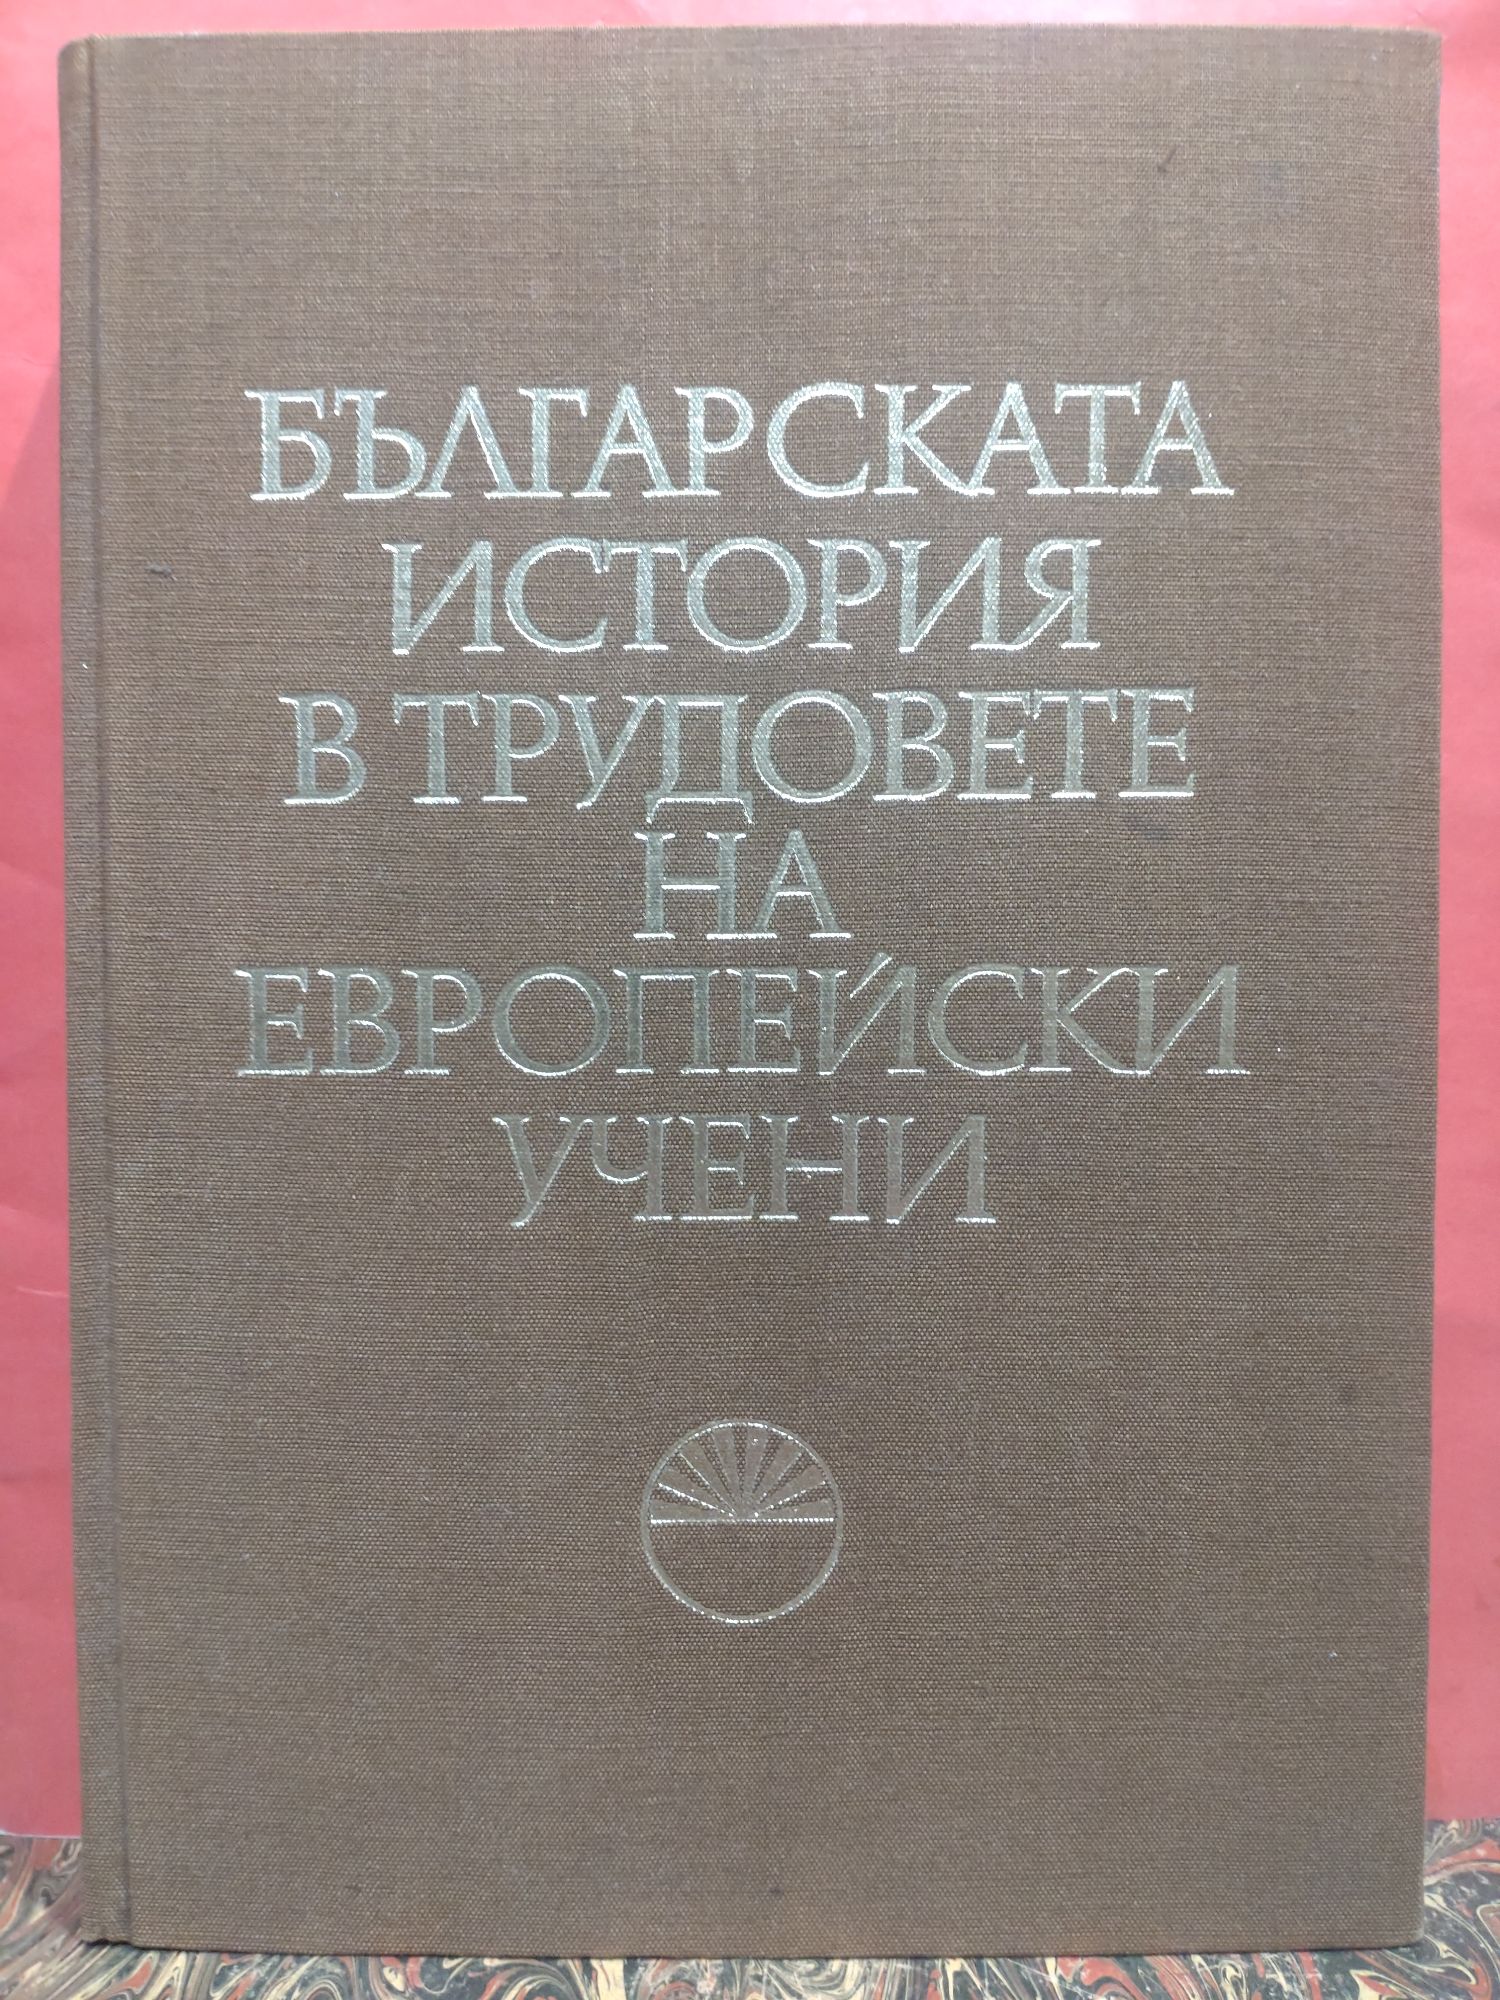 БЪЛГАРСКАТА
ИСТОРИЯ
В ТРУДОВЕТЕ
НА
ЕВРОПЕЙСКИ
УЧЕНИ